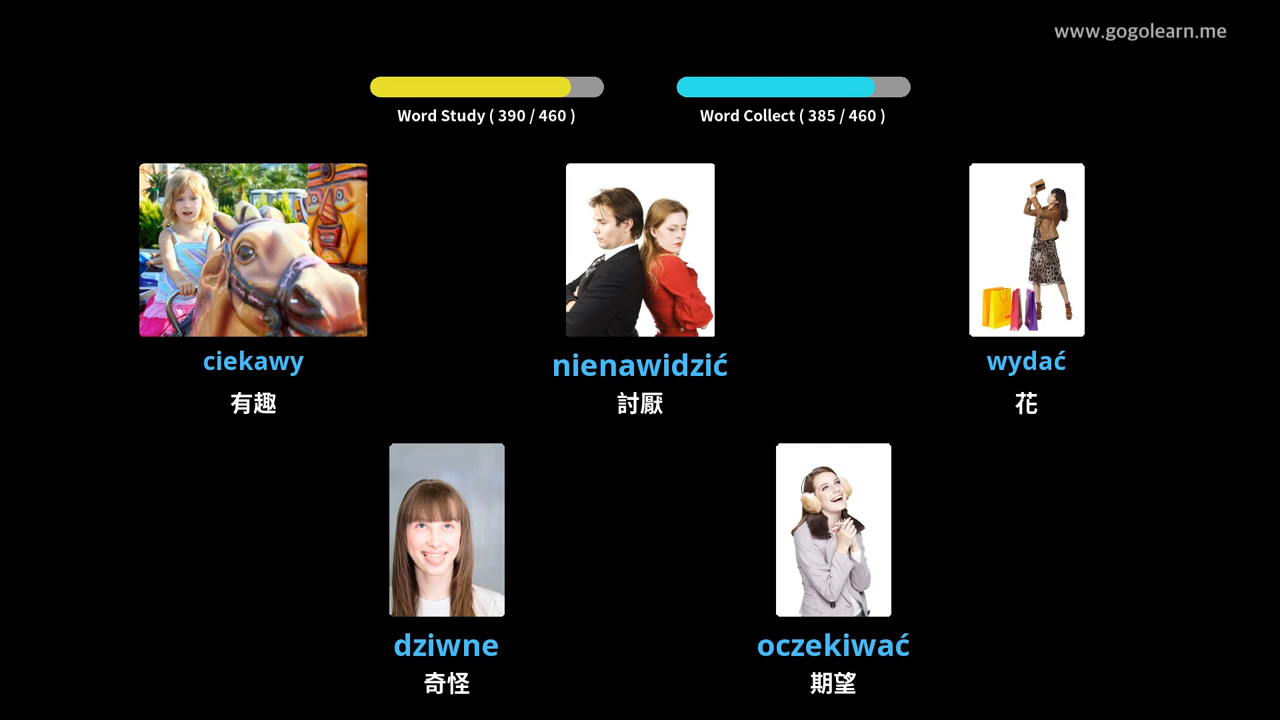 www.gogolearn.me
Word Study ( 390 / 460 )
Word Collect ( 385 / 460 )
ciekawy
有趣
nienawidzić
討厭
wydać
花
dziwne
奇怪
oczekiwać
期望